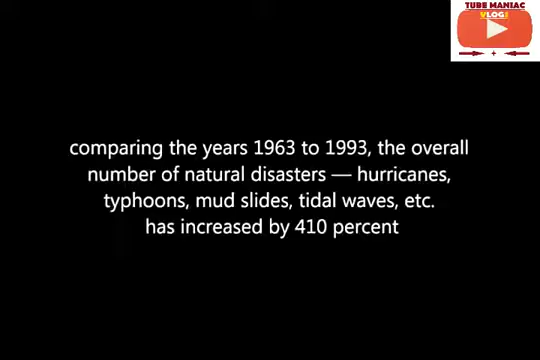 TUBE MANIAC
VLOGS
comparing the years 1963 to 1993, the overall
number of natural disasters — hurricanes,
typhoons, mud slides, tidal waves, etc.
has increased by 410 percent